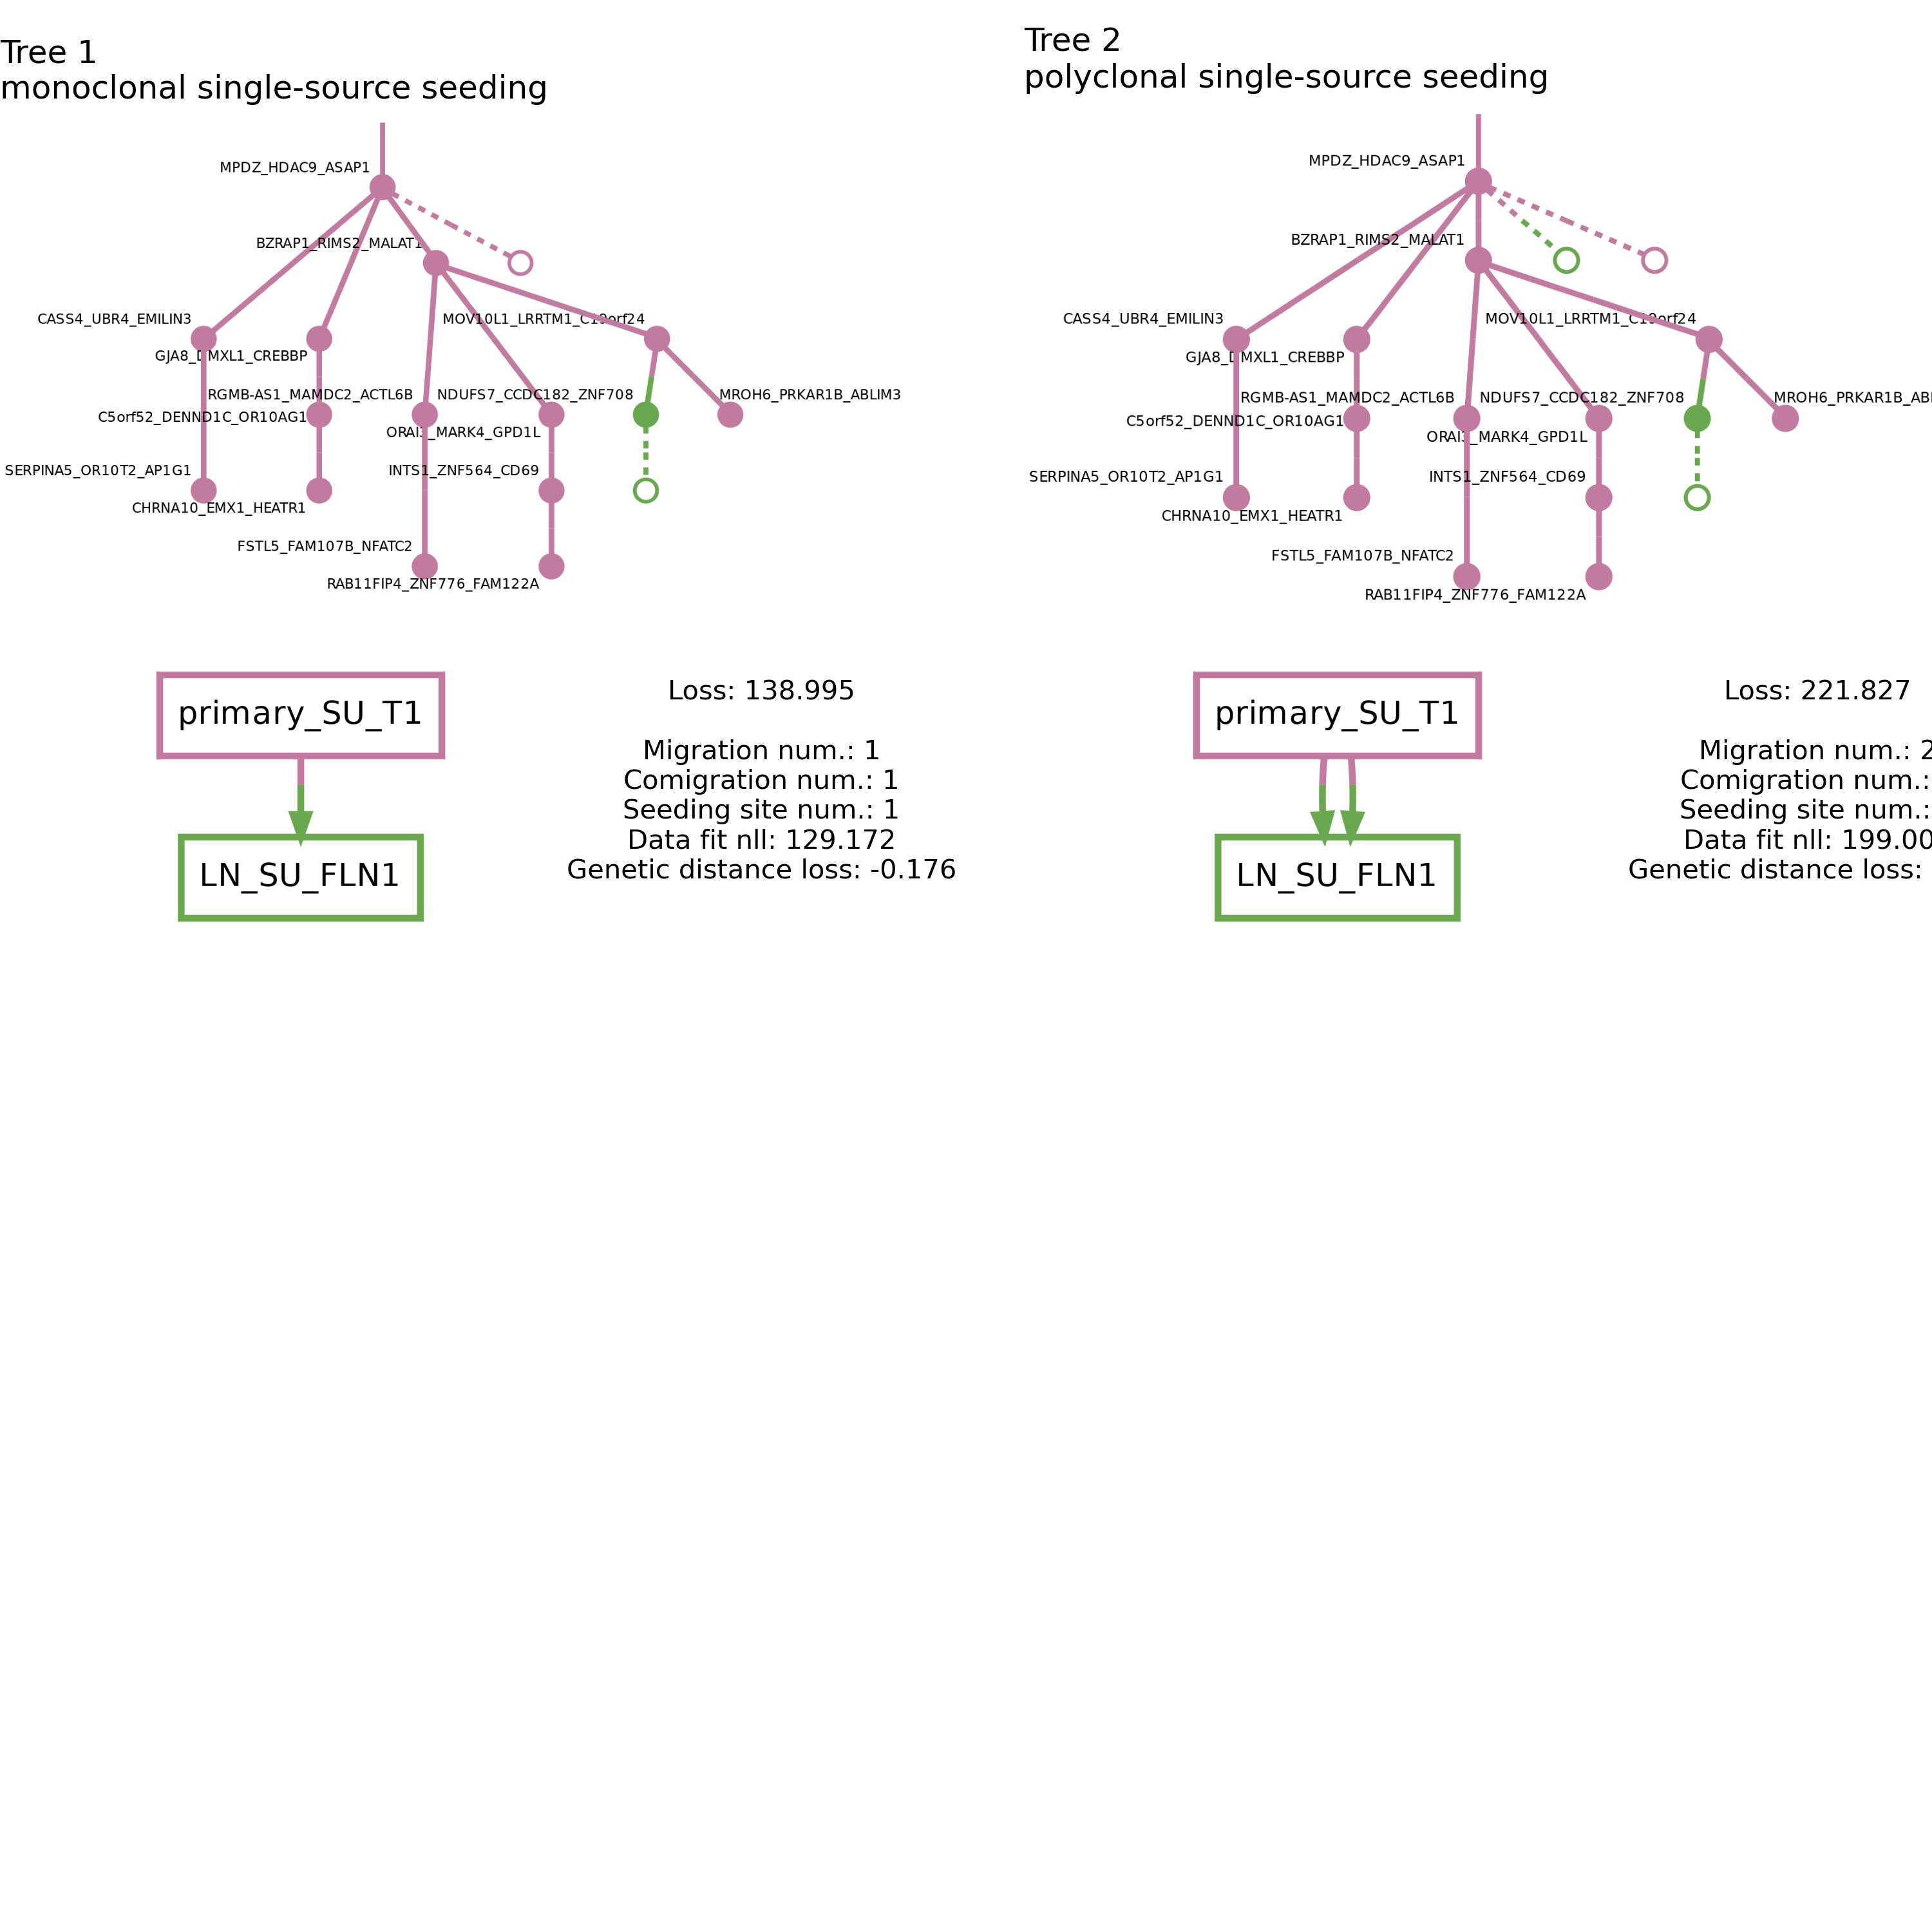 Tree 1
monoclonal single-source seeding
MPDZ_HDAC9_ASAP1
BZRAP1_RIMS2_MALAT1
CASS4_UBR4_EMILIN3
MOV10L1_LRRTM1_C19orf24
GJA8_DMXL1_CREBBP
RGMB-AS1_MAMDC2_ACTL6B
NDUFS7_CCDC182_ZNF708
MROH6_PRKAR1B_ABLIM3
C5orf52_DENND1C_OR10AG1
ORAI3_MARK4_GPD1L
SERPINA5_OR10T2_AP1G1
INTS1_ZNF564_CD69
CHRNA10_EMX1_HEATR1
FSTL5_FAM107B_NFATC2
RAB11FIP4_ZNF776_FAM122A
primary_SU_T1
LN_SU_FLN1
Loss: 138.995
Migration num.: 1
Comigration num.: 1
Seeding site num.: 1
Data fit nll: 129.172
Genetic distance loss: -0.176
Tree 2
polyclonal single-source seeding
MPDZ_HDAC9_ASAP1
BZRAP1_RIMS2_MALAT1
CASS4_UBR4_EMILIN3
MOV10L1_LRRTM1_C19orf24
GJA8_DMXL1_CREBBP
RGMB-AS1_MAMDC2_ACTL6B
NDUFS7_CCDC182_ZNF708
MROH6_PRKAR1B_ABL
C5orf52_DENND1C_OR10AG1
ORAI3_MARK4_GPD1L
SERPINA5_OR10T2_AP1G1
INTS1_ZNF564_CD69
CHRNA10_EMX1_HEATR1
FSTL5_FAM107B_NFATC2
RAB11FIP4_ZNF776_FAM122A
primary_SU_T1
LN_SU_FLN1
Loss: 221.827
Migration num.: 2
Comigration num.:
Seeding site num.:
Data fit nll: 199.00
Genetic distance loss: